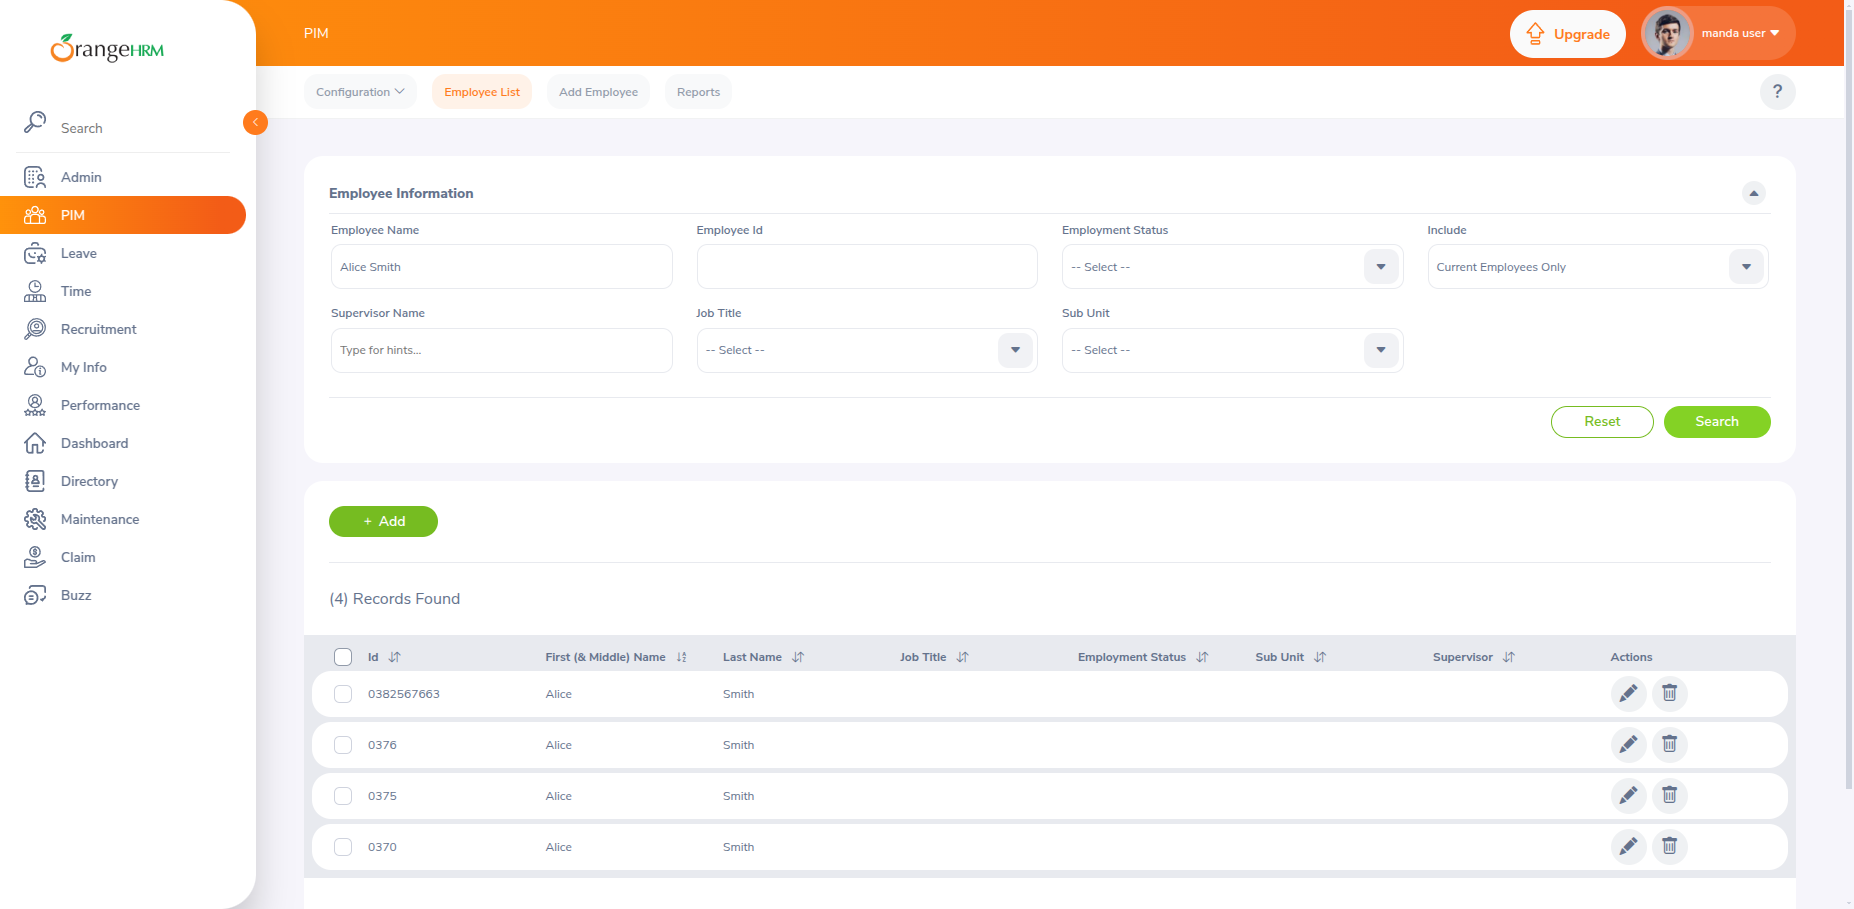 OrangeHRM
PIM
Upgrade
manda user
Configuration
Employee List
Add Employee
Reports
?
Search
Admin
PIM
Leave
Time
Recruitment
My Info
Performance
Dashboard
Directory
Maintenance
Claim
Buzz
Employee Information
Employee Name
Employee Id
Employment Status
Include
Alice Smith
-- Select --
Current Employees Only
Supervisor Name
Job Title
Sub Unit
Type for hints...
-- Select --
-- Select --
Reset
Search
+ Add
(4) Records Found
Id First (& Middle) Name Last Name Job Title Employment Status Sub Unit Supervisor Actions
0382567663 Alice Smith
0376 Alice Smith
0375 Alice Smith
0370 Alice Smith